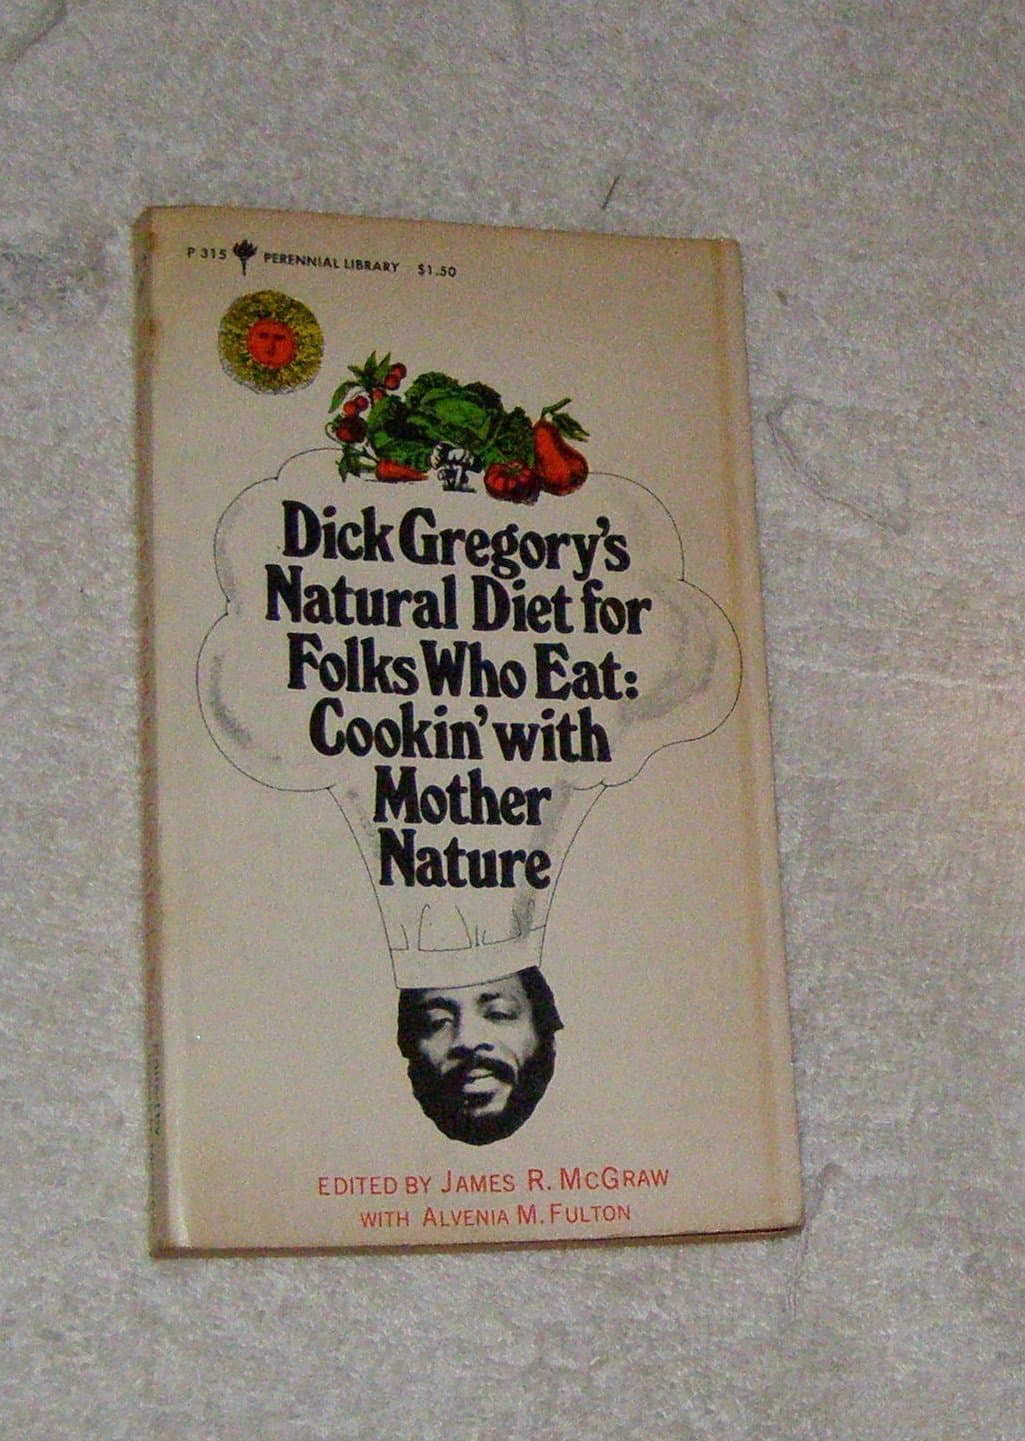 P 315 PERENNIAL LIBRARY $1.50
Dick Gregory's
Natural Diet for
Folks Who Eat:
Cookin' with
Mother
Nature
EDITED BY JAMES R. MCGRAW
WITH ALVENIA M. FULTON